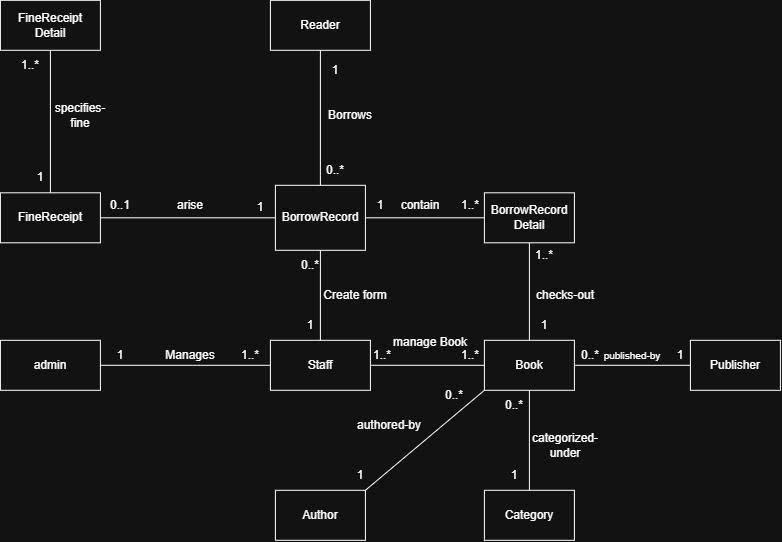 FineReceipt
Detail
Reader
1..*
1
specifies-
fine
Borrows
1
0..*
FineReceipt
0..1
arise
1
BorrowRecord
1
contain
1..*
BorrowRecord
Detail
0..*
1..*
Create form
checks-out
1
1
admin
1
Manages
1..*
Staff
1..*
manage Book
1..*
Book
0..*
published-by
1
Publisher
0..*
0..*
authored-by
categorized-
under
1
1
Author
Category